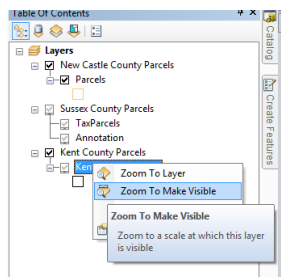 Table Of Contents
Layers
New Castle County Parcels
Parcels
Sussex County Parcels
TaxParcels
Annotation
Kent County Parcels
Zoom To Layer
Zoom To Make Visible
Zoom To Make Visible
Zoom to a scale at which this layer
is visible
Catalog
Create Features